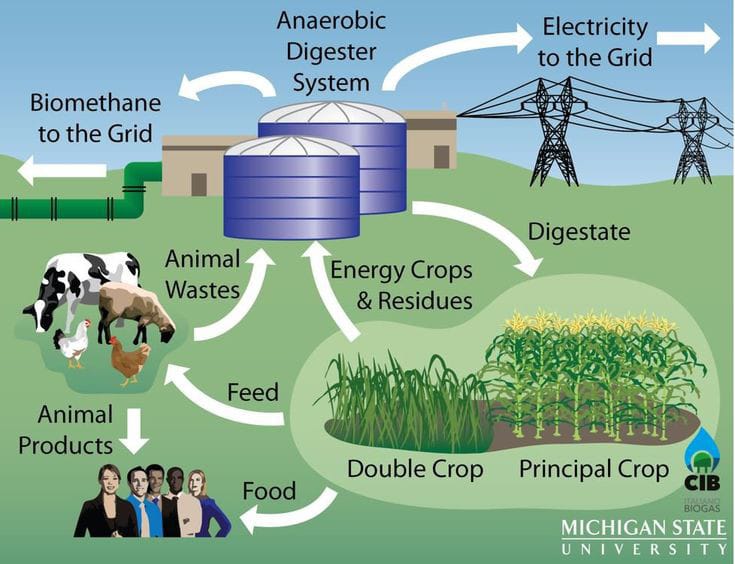 Anaerobic
Digester
System
Electricity
to the Grid
Biomethane
to the Grid
Digestate
Animal
Wastes
Energy Crops
& Residues
Feed
Animal
Products
Double Crop
Principal Crop
Food
CIB
ITALIANO
BIOGAS
MICHIGAN STATE
UNIVERSITY